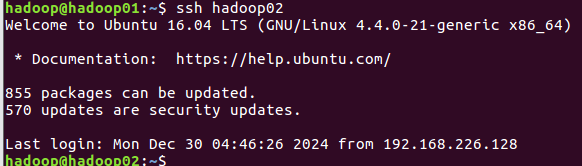 hadoop@hadoop01:~$ ssh hadoop02
Welcome to Ubuntu 16.04 LTS (GNU/Linux 4.4.0-21-generic x86_64)
* Documentation:  https://help.ubuntu.com/
855 packages can be updated.
570 updates are security updates.
Last login: Mon Dec 30 04:46:26 2024 from 192.168.226.128
hadoop@hadoop02:~$